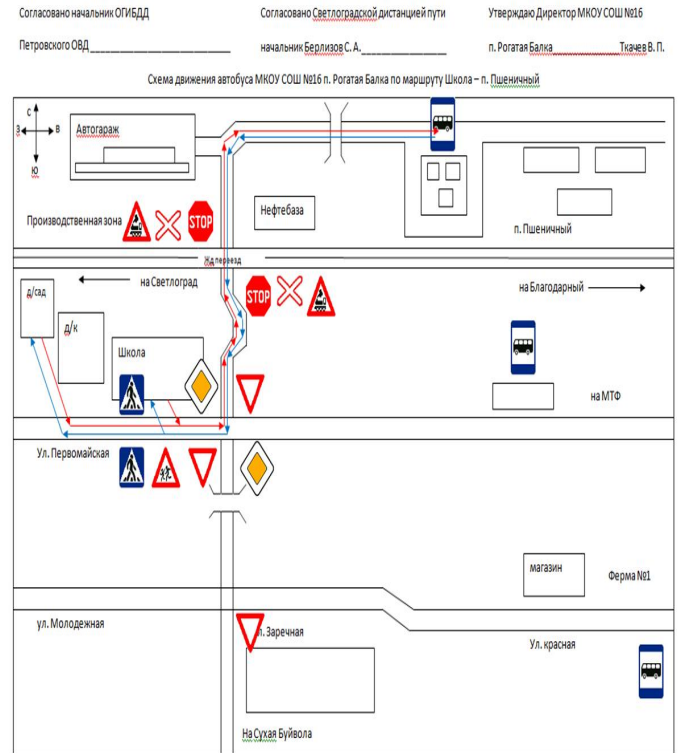 Согласовано начальник ОГИБДД
Согласовано Светлоградской дистанцией пути
Утверждаю Директор МКОУ СОШ №16
Петровского ОВД
начальник Берлизов С. А.
п. Рогатая Балка Ткачев В. П.
Схема движения автобуса МКОУ СОШ №16 п. Рогатая Балка по маршруту Школа – п. Пшеничный
С
З В
Ю
Автогараж
Производственная зона
STOP
Нефтебаза
п. Пшеничный
Жд переезд
на Светлоград
на Благодарный
д/сад
STOP
д/к
Школа
на МТФ
Ул. Первомайская
магазин
Ферма №1
ул. Молодежная
Заречная
Ул. красная
На Сухая Буйвола